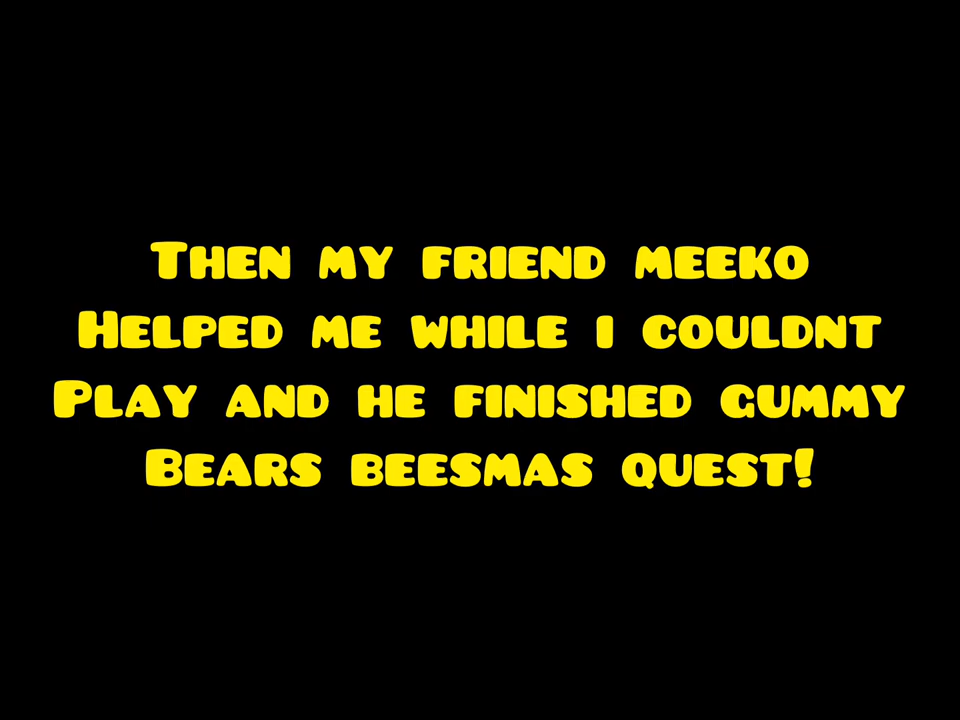 Then my friend meeko
Helped me while i couldnt
Play and he finished gummy
Bears beesmas quest!